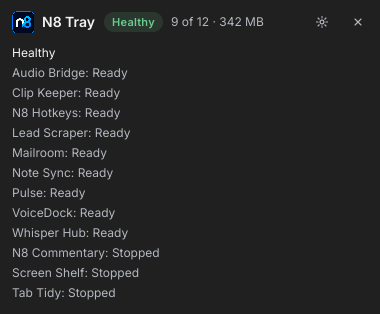 n8 N8 Tray Healthy 9 of 12 · 342 MB
Healthy
Audio Bridge: Ready
Clip Keeper: Ready
N8 Hotkeys: Ready
Lead Scraper: Ready
Mailroom: Ready
Note Sync: Ready
Pulse: Ready
VoiceDock: Ready
Whisper Hub: Ready
N8 Commentary: Stopped
Screen Shelf: Stopped
Tab Tidy: Stopped